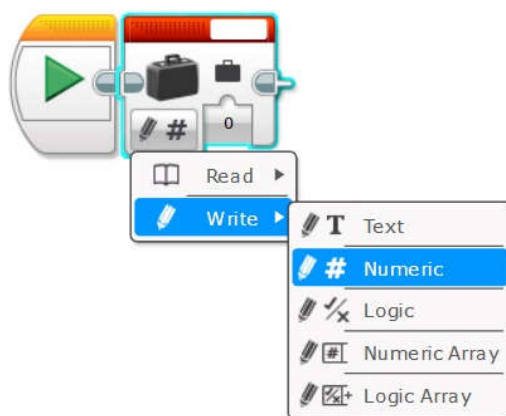 #
0
Read
Write
T Text
# Numeric
Logic
# Numeric Array
Logic Array